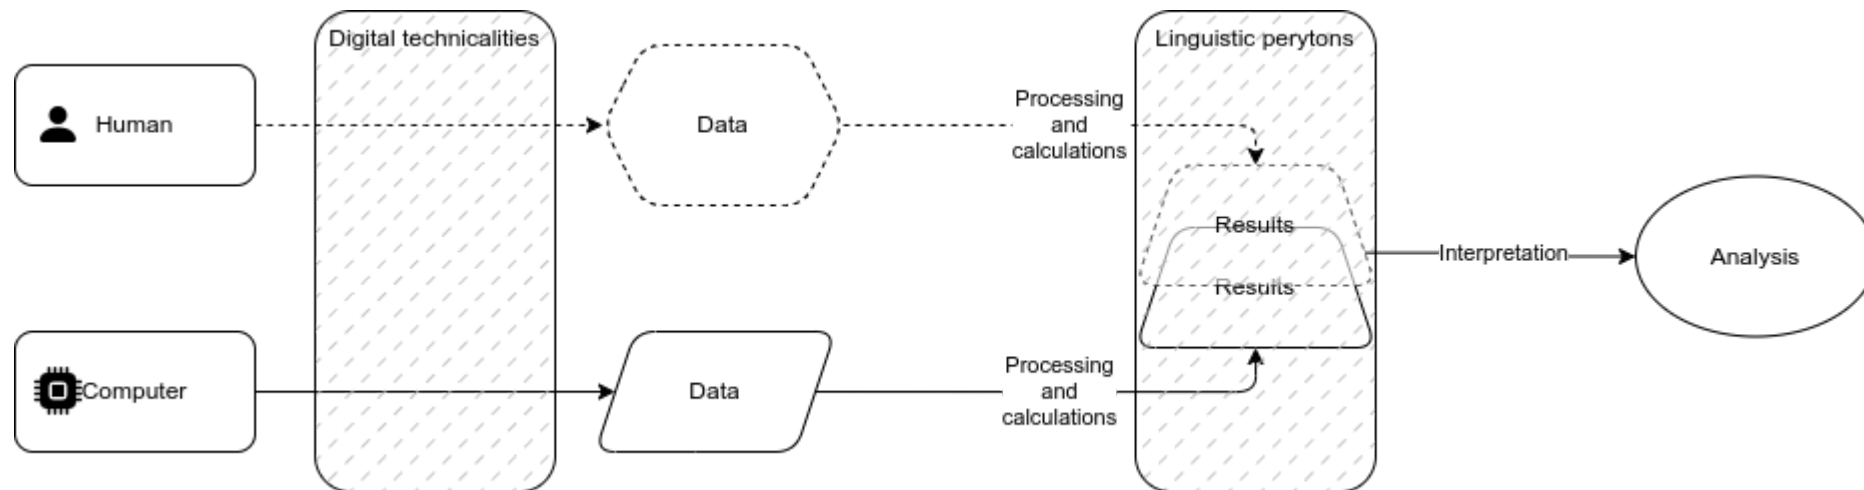 Digital technicalities
Linguistic perytons
Human
Data
Processing
and
calculations
Results
Results
Interpretation
Analysis
Computer
Data
Processing
and
calculations